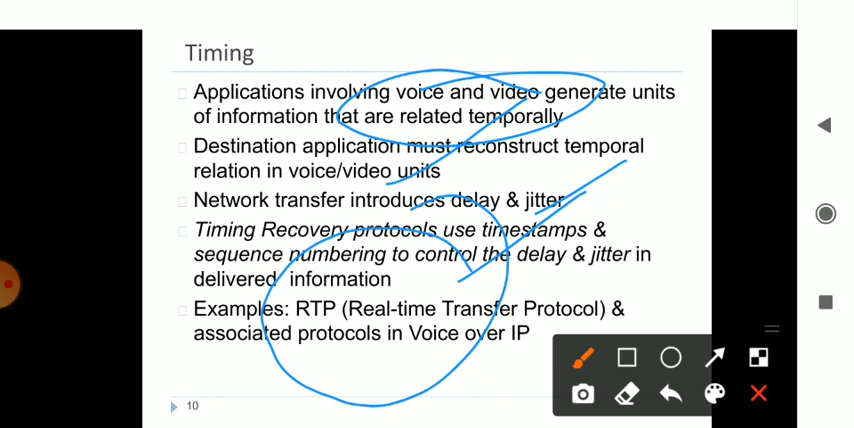 Timing
Applications involving voice and video generate units
of information that are related temporally
Destination application must reconstruct temporal
relation in voice/video units
Network transfer introduces delay & jitter
Timing Recovery protocols use timestamps &
sequence numbering to control the delay & jitter in
delivered information
Examples: RTP (Real-time Transfer Protocol) &
associated protocols in Voice over IP
10